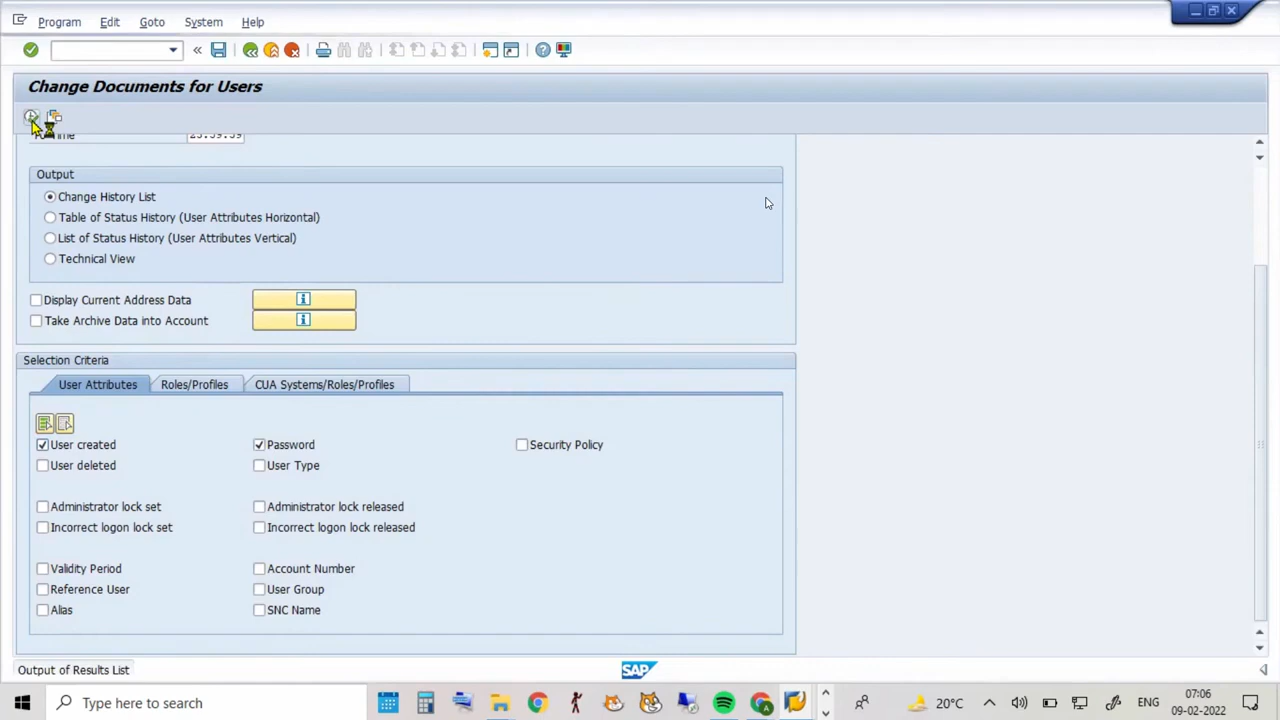 Program Edit Goto System Help
Change Documents for Users
23:59:59
Output
Change History List
Table of Status History (User Attributes Horizontal)
List of Status History (User Attributes Vertical)
Technical View
Display Current Address Data
Take Archive Data into Account
Selection Criteria
User Attributes Roles/Profiles CUA Systems/Roles/Profiles
User created Password Security Policy
User deleted User Type
Administrator lock set Administrator lock released
Incorrect logon lock set Incorrect logon lock released
Validity Period Account Number
Reference User User Group
Alias SNC Name
Output of Results List SAP
Type here to search 20°C ENG 07:06
09-02-2022